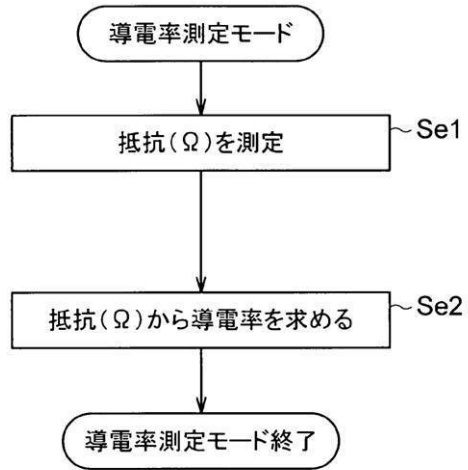 導電率測定モード
抵抗(Ω)を測定
Se1
抵抗(Ω)から導電率を求める
Se2
導電率測定モード終了